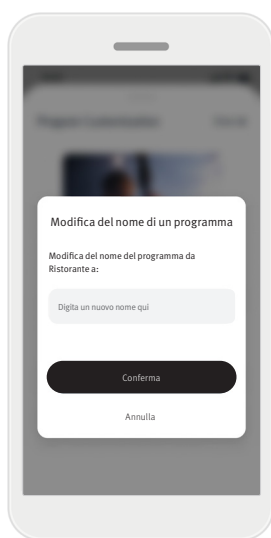 Modifica del nome di un programma
Modifica del nome del programma da
Ristorante a:
Digita un nuovo nome qui
Conferma
Annulla